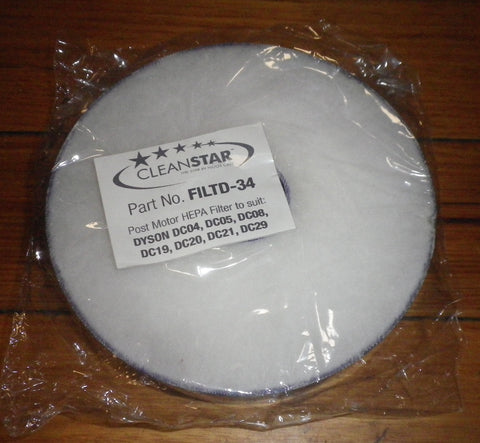 CLEANSTAR
Part No. FILTD-34
Post Motor HEPA Filter to suit:
DYSON DC04, DC05, DC08,
DC19, DC20, DC21, DC29